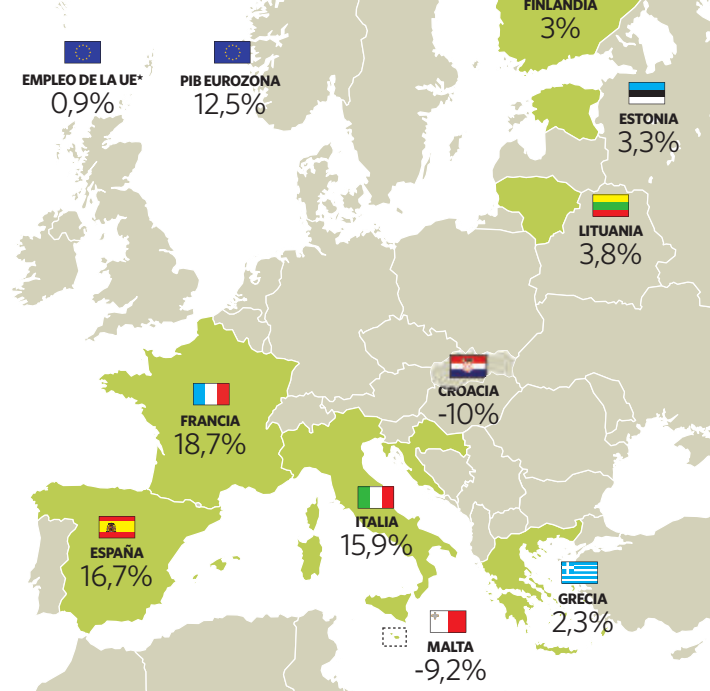 FINLANDIA
3%
EMPLEO DE LA UE*
0,9%
PIB EUROZONA
12,5%
ESTONIA
3,3%
LITUANIA
3,8%
CROACIA
-10%
FRANCIA
18,7%
ITALIA
15,9%
ESPAÑA
16,7%
GRECIA
2,3%
MALTA
-9,2%